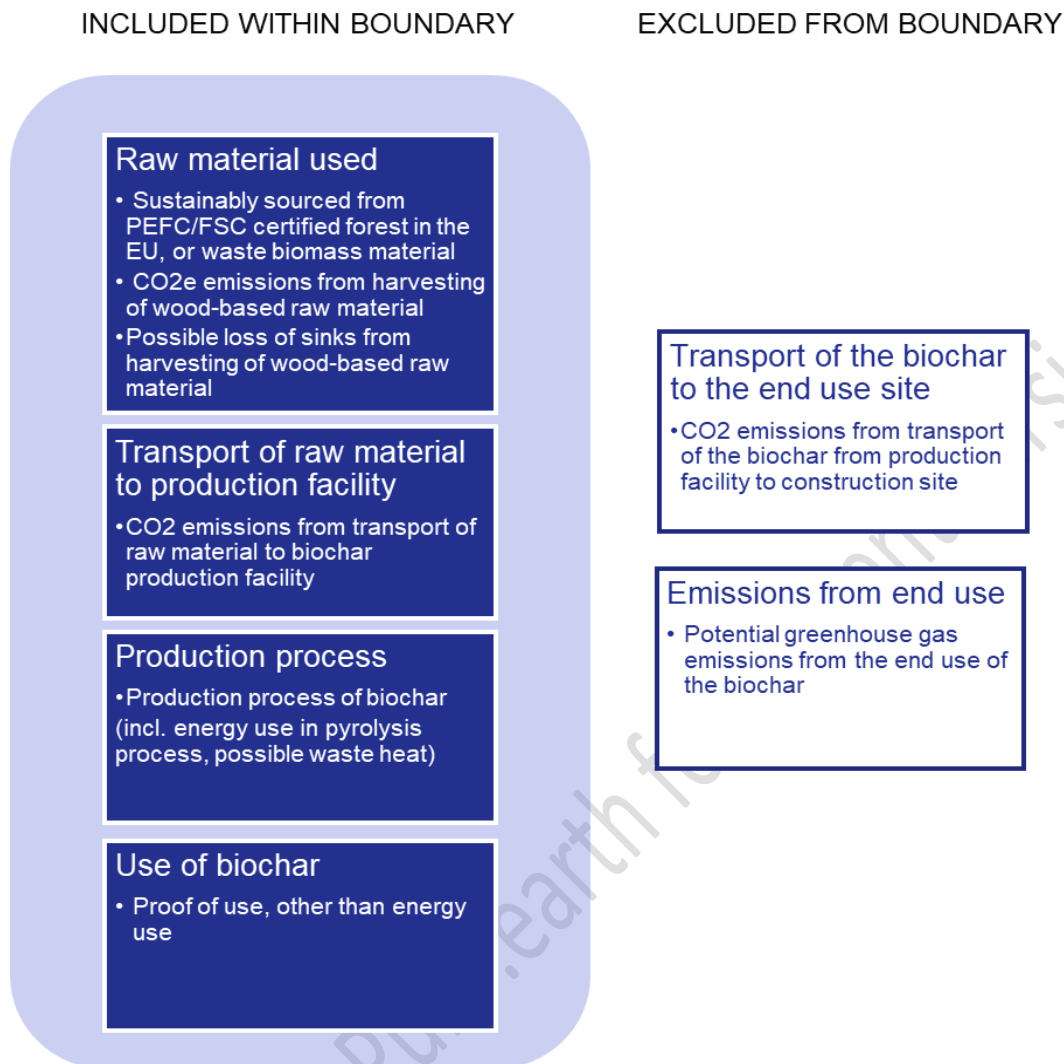 INCLUDED WITHIN BOUNDARY
EXCLUDED FROM BOUNDARY
Raw material used
• Sustainably sourced from
PEFC/FSC certified forest in the
EU, or waste biomass material
• CO2e emissions from harvesting
of wood-based raw material
•Possible loss of sinks from
harvesting of wood-based raw
material
Transport of raw material
to production facility
•CO2 emissions from transport of
raw material to biochar
production facility
Production process
•Production process of biochar
(incl. energy use in pyrolysis
process, possible waste heat)
Use of biochar
• Proof of use, other than energy
use
Transport of the biochar
to the end use site
•CO2 emissions from transport
of the biochar from production
facility to construction site
Emissions from end use
• Potential greenhouse gas
emissions from the end use of
the biochar